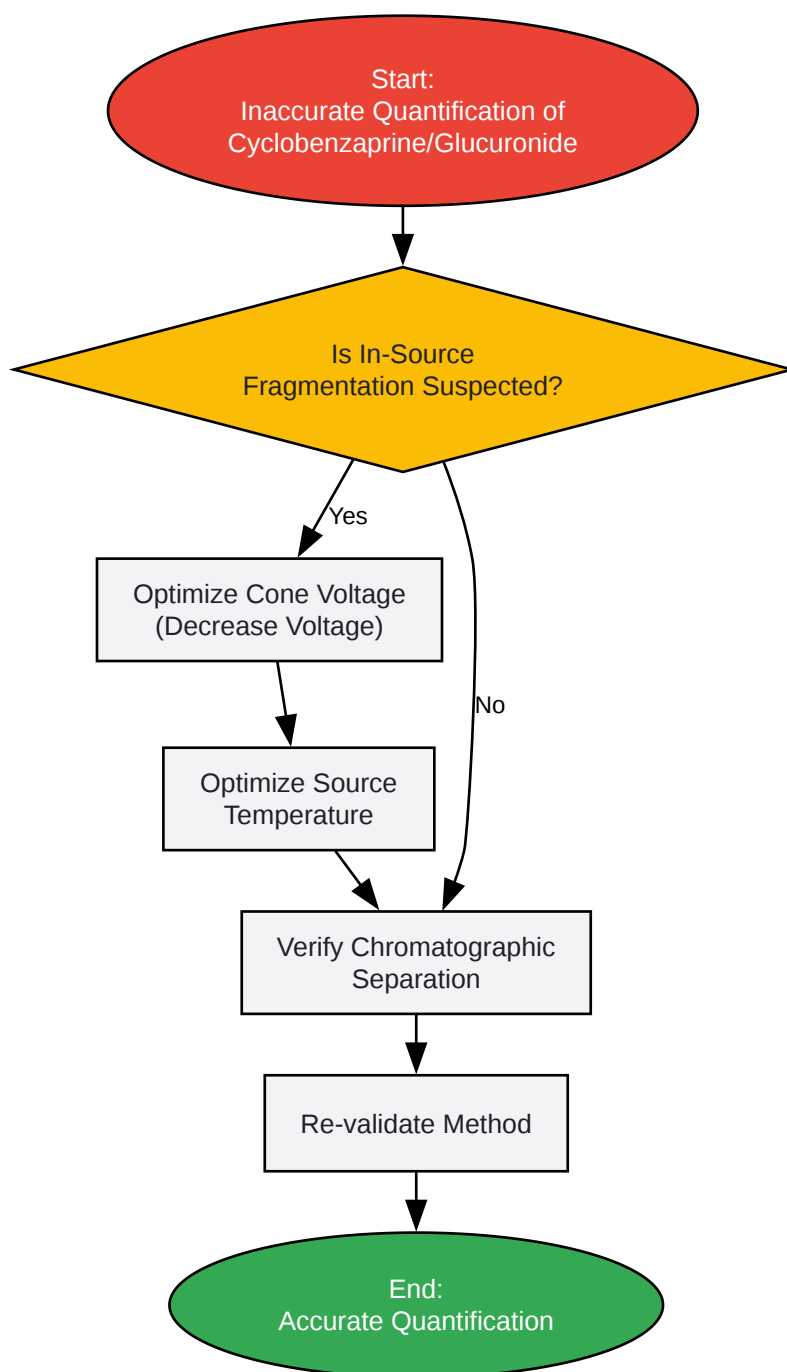 Start:
Inaccurate Quantification of
Cyclobenzaprine/Glucuronide
Is In-Source
Fragmentation Suspected?
Yes
Optimize Cone Voltage
(Decrease Voltage)
No
Optimize Source
Temperature
Verify Chromatographic
Separation
Re-validate Method
End:
Accurate Quantification